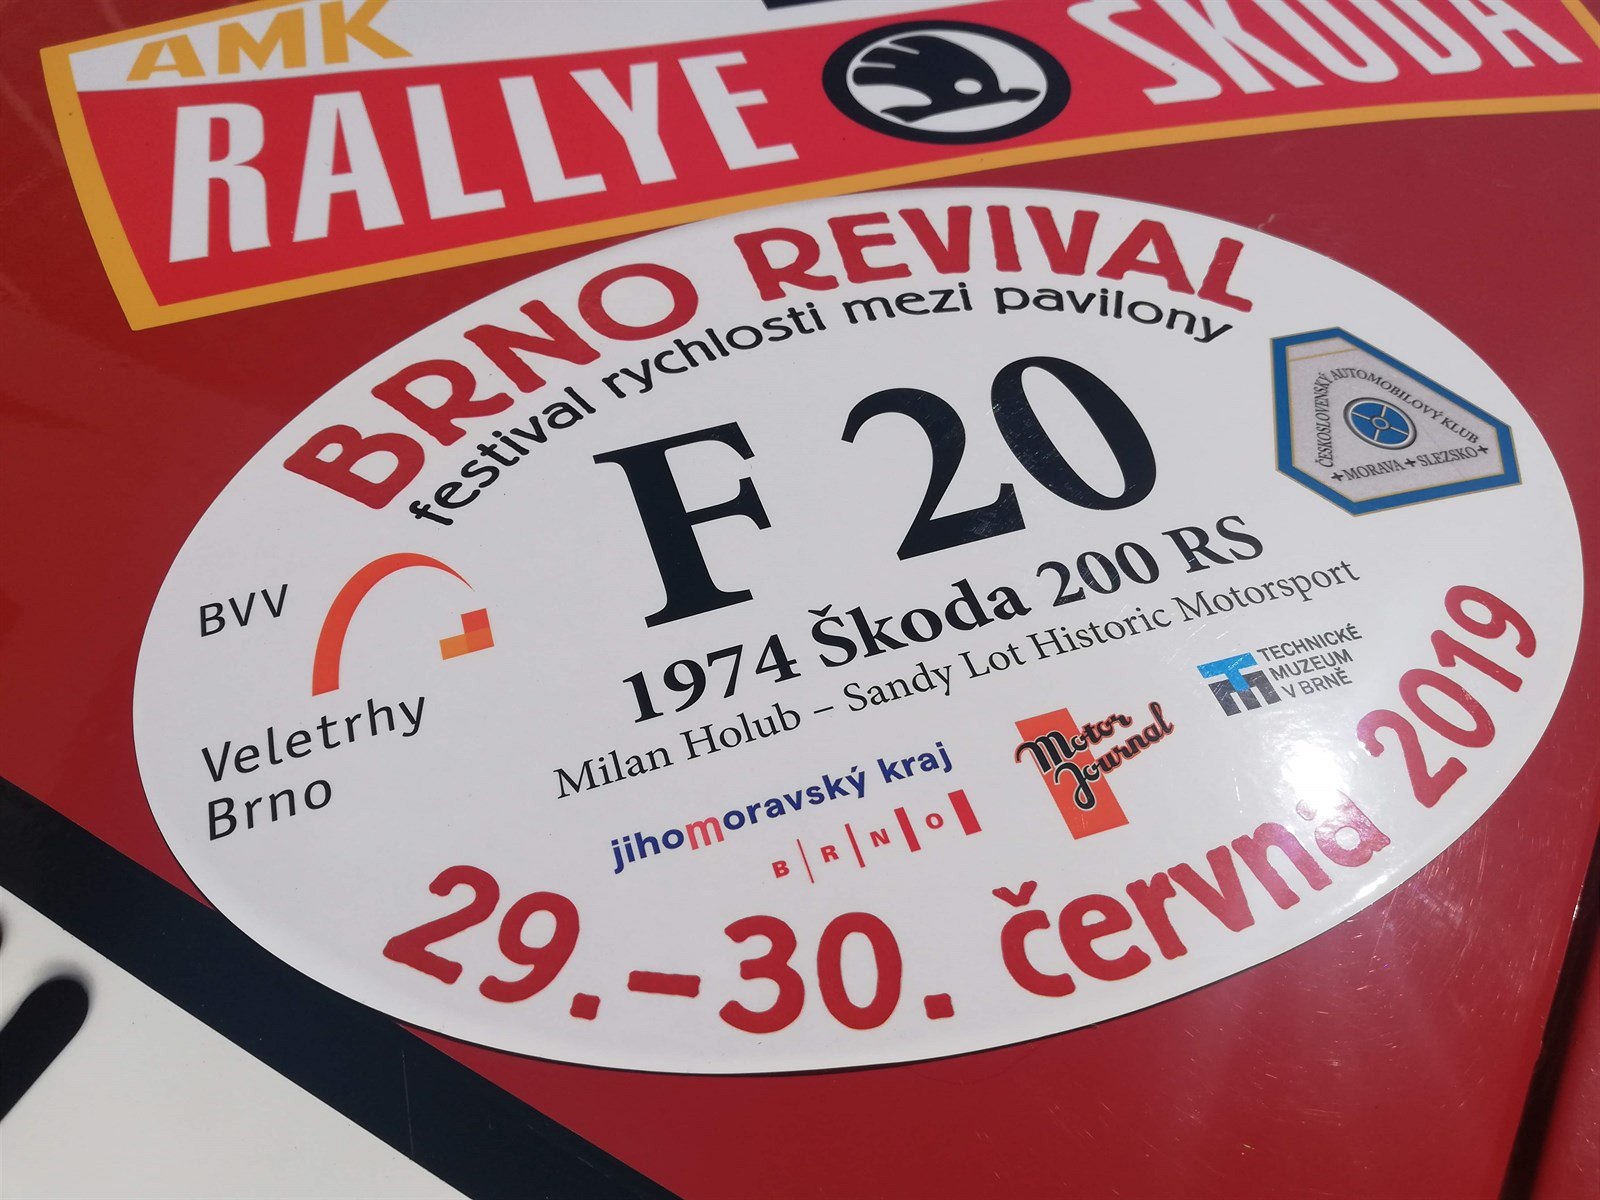 AMK
RALLYE ŠKODA
BRNO REVIVAL
festival rychlosti mezi pavilony
F 20
1974 Škoda 200 RS
Milan Holub – Sandy Lot Historic Motorsport
BVV
Veletrhy
Brno
ČESKOSLOVENSKÝ AUTOMOBILOVÝ KLUB
+MORAVA+SLEZSKO+
jihomoravský kraj
B|R|N|O|
Motor
Journal
TECHNICKÉ
MUZEUM
V BRNĚ
29.–30. června 2019